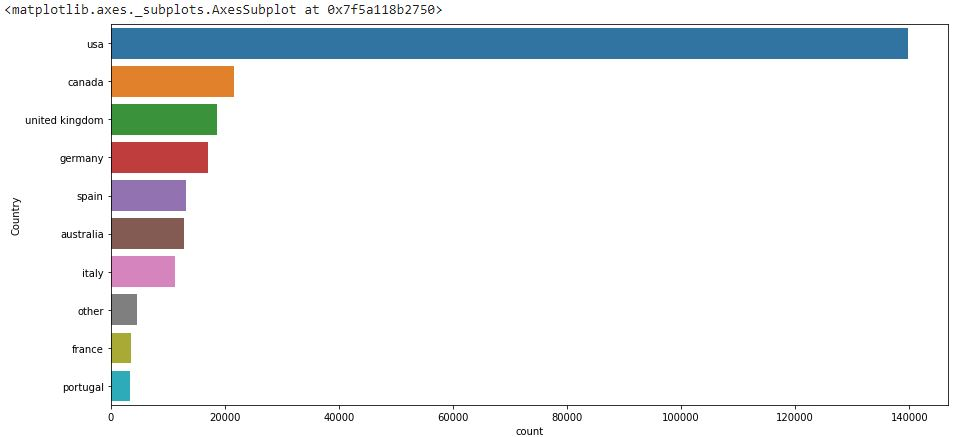 <matplotlib.axes._subplots.AxesSubplot at 0x7f5a118b2750>
usa
canada
united kingdom
germany
spain
australia
italy
other
france
portugal
Country
0 20000 40000 60000 80000 100000 120000 140000
count